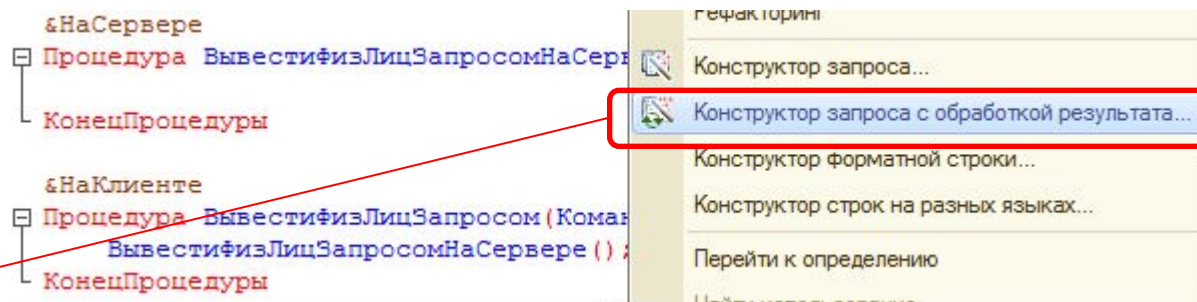 &НаСервере
Процедура ВывестиФизЛицЗапросомНаСерв
КонецПроцедуры
&НаКлиенте
Процедура ВывестиФизЛицЗапросом(Коман
ВывестиФизЛицЗапросомНаСервере();
КонецПроцедуры
Рефакторинг
Конструктор запроса...
Конструктор запроса с обработкой результата...
Конструктор форматной строки...
Конструктор строк на разных языках...
Перейти к определению